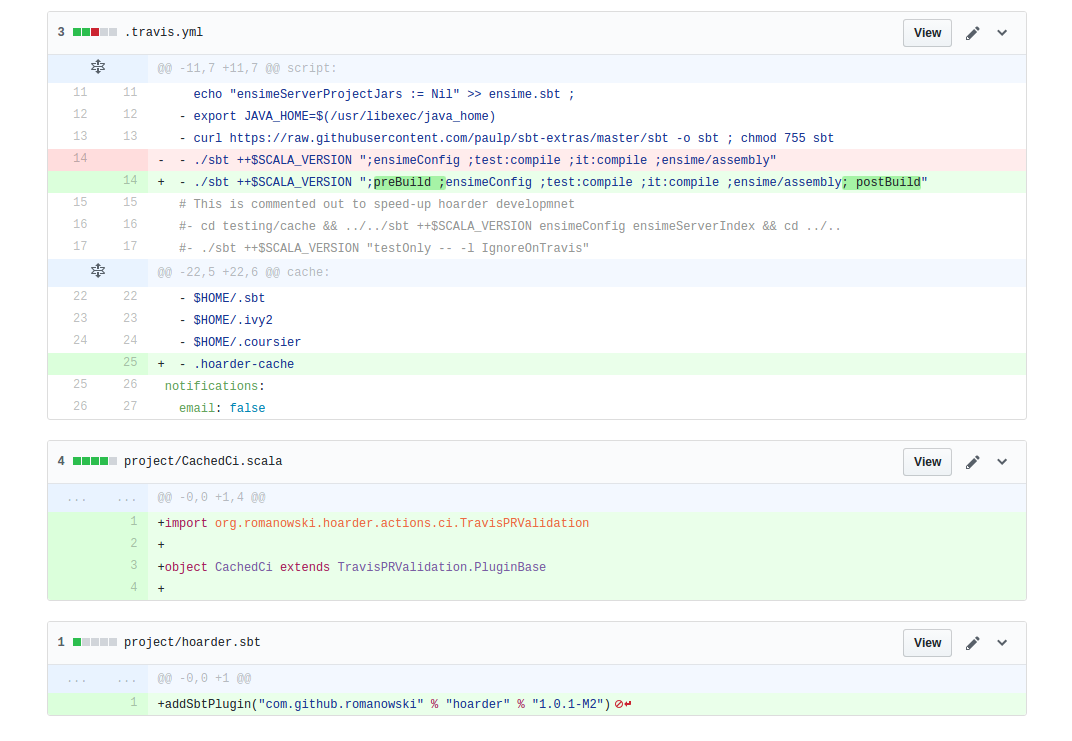 3 .travis.yml View
@@ -11,7 +11,7 @@ script:
11 11 echo "ensimeServerProjectJars := Nil" >> ensime.sbt ;
12 12 - export JAVA_HOME=$(/usr/libexec/java_home)
13 13 - curl https://raw.githubusercontent.com/paulp/sbt-extras/master/sbt -o sbt ; chmod 755 sbt
14 - - ./sbt ++$SCALA_VERSION ";ensimeConfig ;test:compile ;it:compile ;ensime/assembly"
14 + - ./sbt ++$SCALA_VERSION ";preBuild ;ensimeConfig ;test:compile ;it:compile ;ensime/assembly; postBuild"
15 15 # This is commented out to speed-up hoarder developmnet
16 16 #- cd testing/cache && ../../sbt ++$SCALA_VERSION ensimeConfig ensimeServerIndex && cd ../..
17 17 #- ./sbt ++$SCALA_VERSION "testOnly -- -l IgnoreOnTravis"
@@ -22,5 +22,6 @@ cache:
22 22 - $HOME/.sbt
23 23 - $HOME/.ivy2
24 24 - $HOME/.coursier
25 + - .hoarder-cache
25 26 notifications:
26 27 email: false
4 project/CachedCi.scala View
... ... @@ -0,0 +1,4 @@
1 +import org.romanowski.hoarder.actions.ci.TravisPRValidation
2 +
3 +object CachedCi extends TravisPRValidation.PluginBase
4 +
1 project/hoarder.sbt View
... ... @@ -0,0 +1 @@
1 +addSbtPlugin("com.github.romanowski" % "hoarder" % "1.0.1-M2")